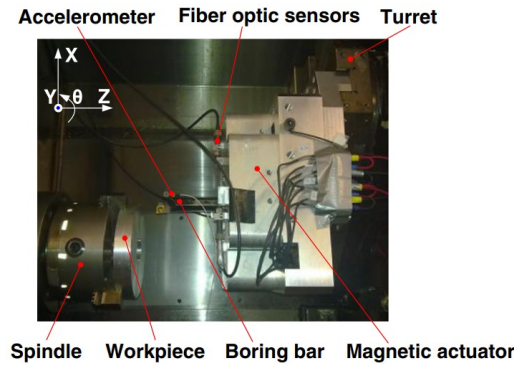 Accelerometer Fiber optic sensors Turret
X
Y θ Z
Spindle Workpiece Boring bar Magnetic actuator